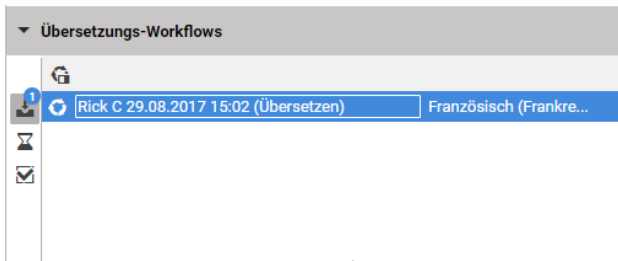 Übersetzungs-Workflows
1
Rick C 29.08.2017 15:02 (Übersetzen) Französisch (Frankre...